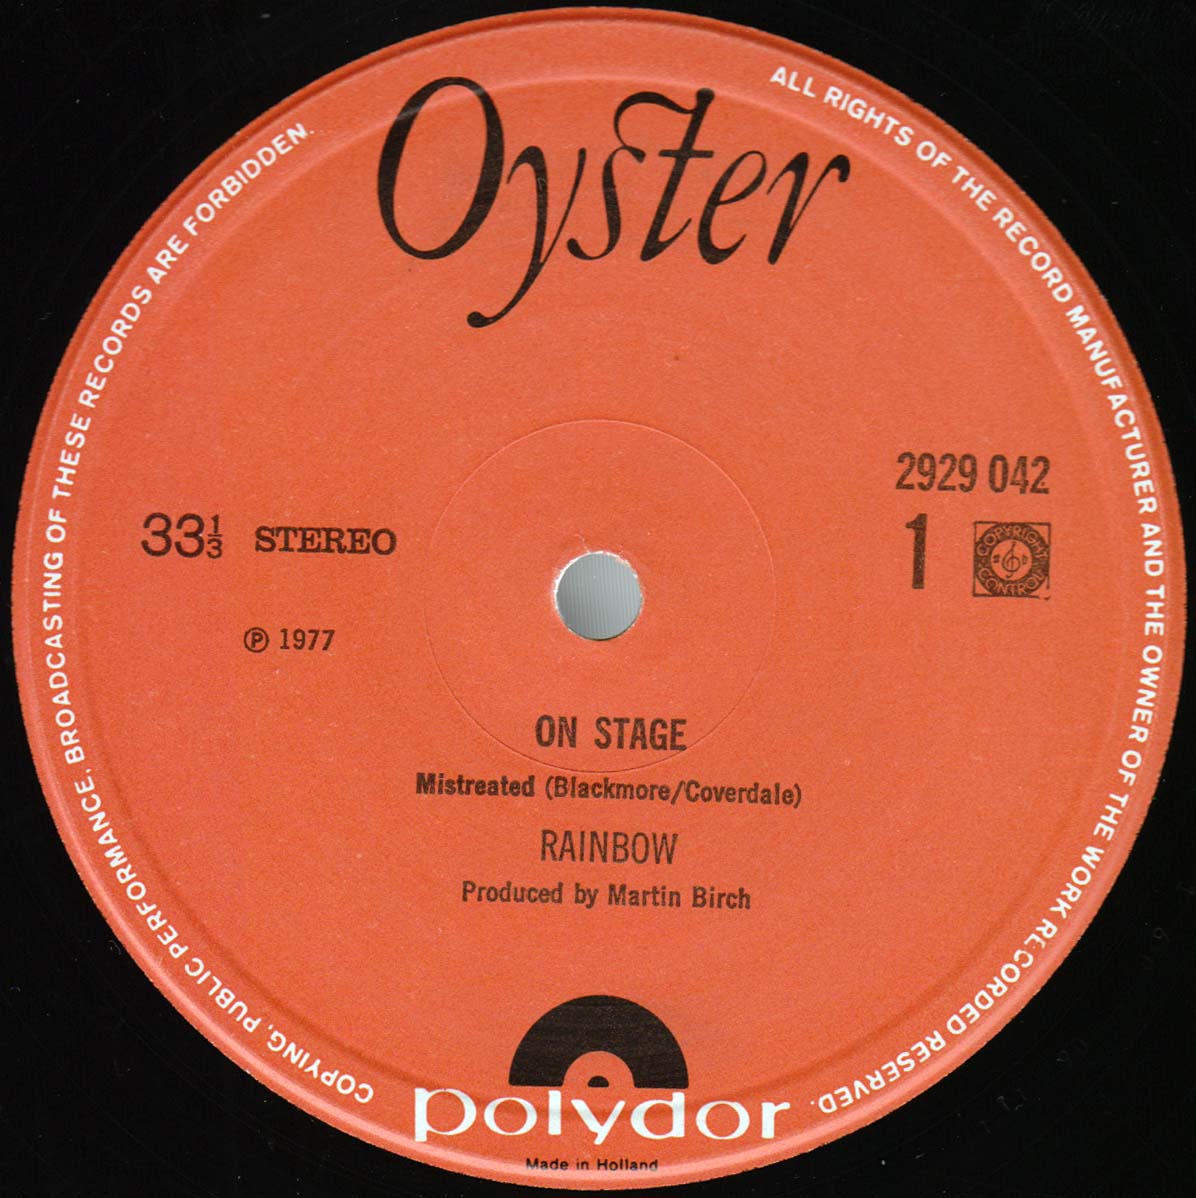 Oyster
ALL RIGHTS OF THE RECORD MANUFACTURER AND THE OWNER OF THE WORK RECORDED RESERVED.
COPYING, PUBLIC PERFORMANCE, BROADCASTING OF THESE RECORDS ARE FORBIDDEN.
2929 042
33⅓ STEREO
1
COPYRIGHT CONTROL
℗ 1977
ON STAGE
Mistreated (Blackmore/Coverdale)
RAINBOW
Produced by Martin Birch
polydor
Made in Holland